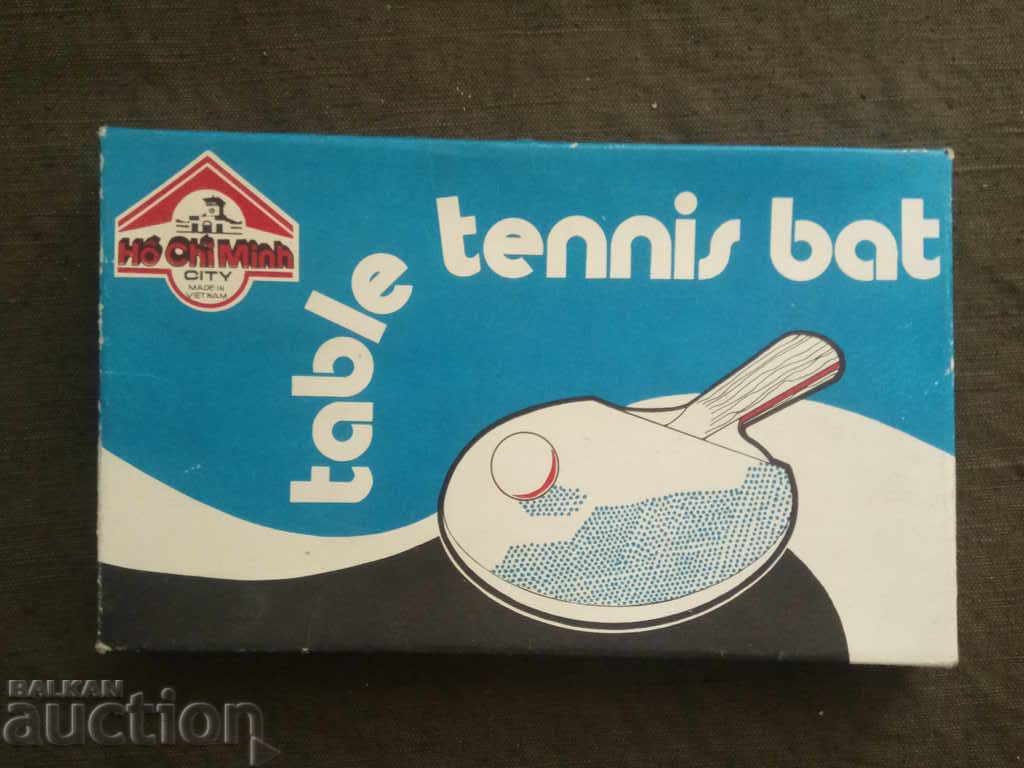 Hồ Chí Minh
CITY
MADE IN
VIETNAM
table
tennis bat
BALKAN
auction